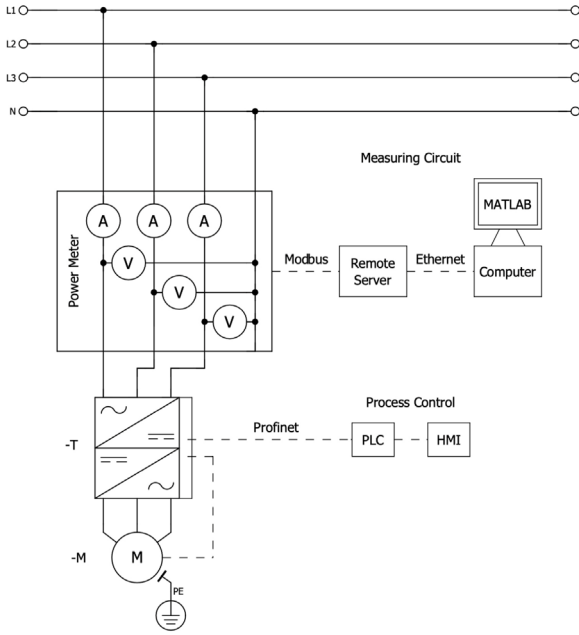 L1
L2
L3
N
Measuring Circuit
Power Meter
A A A
V
V
V
Modbus
Remote
Server
Ethernet
MATLAB
Computer
Process Control
-T
Profinet
PLC
HMI
-M
M
PE